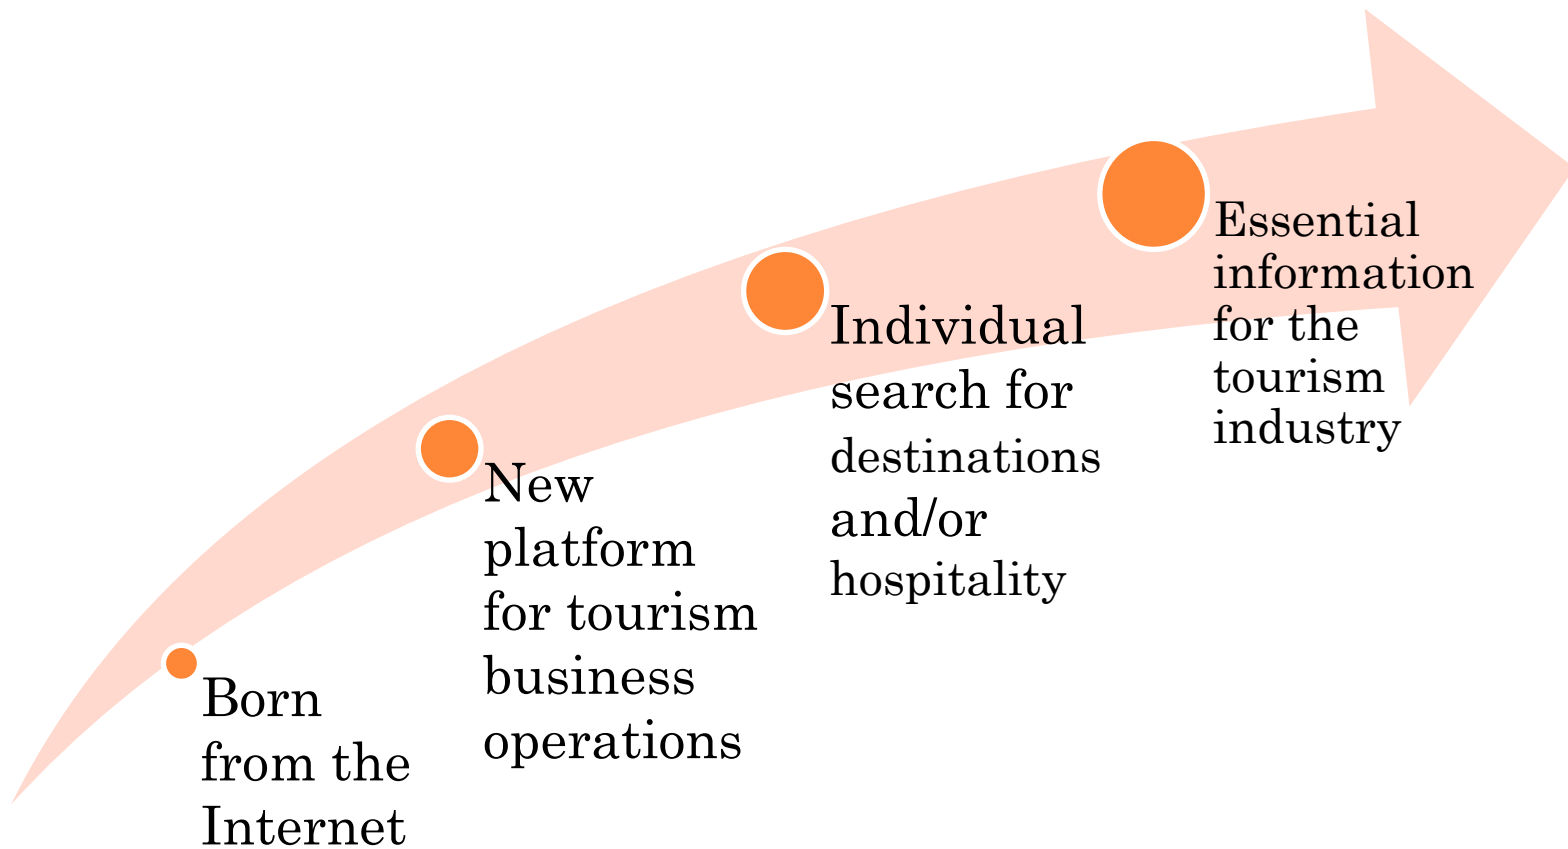 Born
from the
Internet
New
platform
for tourism
business
operations
Individual
search for
destinations
and/or
hospitality
Essential
information
for the
tourism
industry